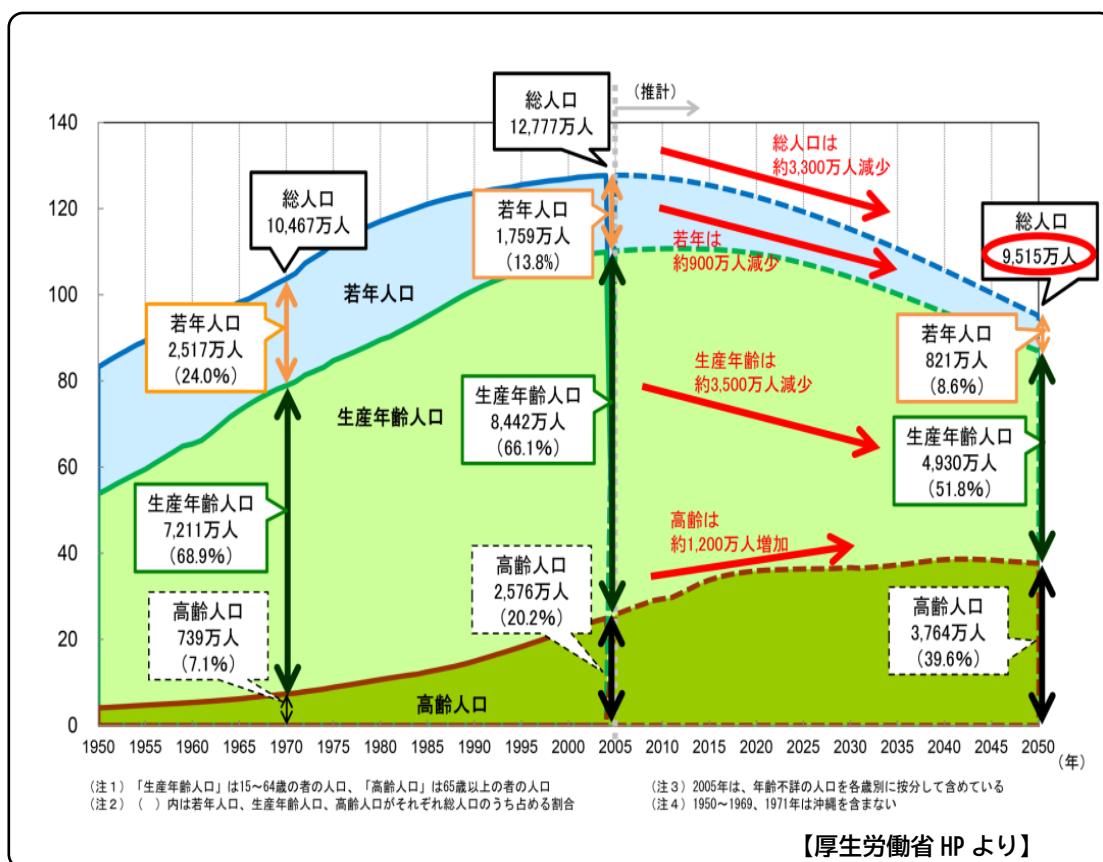 総人口
12,777万人
(推計)
140
120
100
80
60
40
20
0
総人口は
約3,300万人減少
総人口
10,467万人
若年人口
1,759万人
(13.8%)
若年は
約900万人減少
総人口
9,515万人
若年人口
若年人口
2,517万人
(24.0%)
若年人口
821万人
(8.6%)
生産年齢は
約3,500万人減少
生産年齢人口
生産年齢人口
8,442万人
(66.1%)
生産年齢人口
4,930万人
(51.8%)
生産年齢人口
7,211万人
(68.9%)
高齢は
約1,200万人増加
高齢人口
2,576万人
(20.2%)
高齢人口
739万人
(7.1%)
高齢人口
3,764万人
(39.6%)
高齢人口
1950 1955 1960 1965 1970 1975 1980 1985 1990 1995 2000 2005 2010 2015 2020 2025 2030 2035 2040 2045 2050
(年)
(注1)「生産年齢人口」は15~64歳の者の人口、「高齢人口」は65歳以上の者の人口
(注2)( )内は若年人口、生産年齢人口、高齢人口がそれぞれ総人口のうち占める割合
(注3)2005年は、年齢不詳の人口を各歳別に按分して含めている
(注4)1950~1969、1971年は沖縄を含まない
【厚生労働省 HP より】